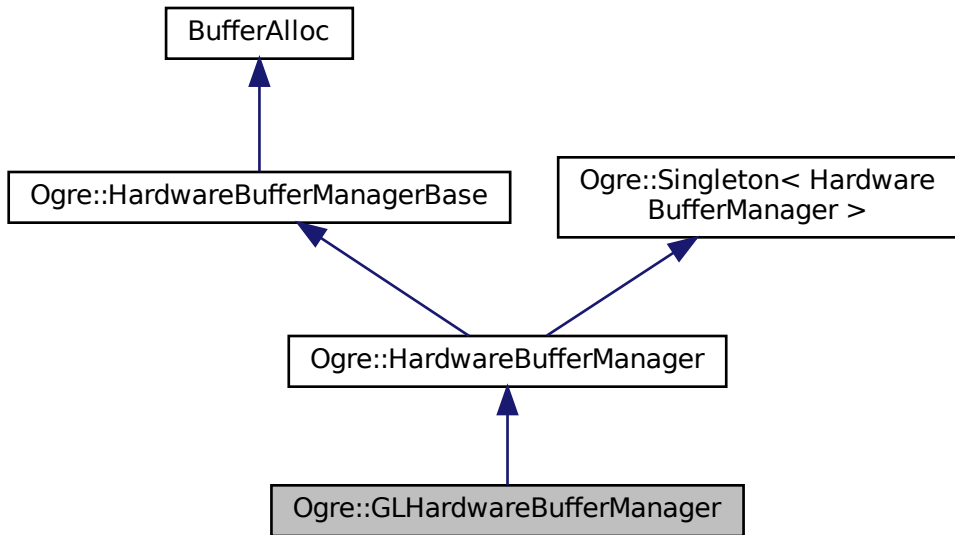 BufferAlloc
Ogre::HardwareBufferManagerBase
Ogre::Singleton< Hardware
BufferManager >
Ogre::HardwareBufferManager
Ogre::GLHardwareBufferManager